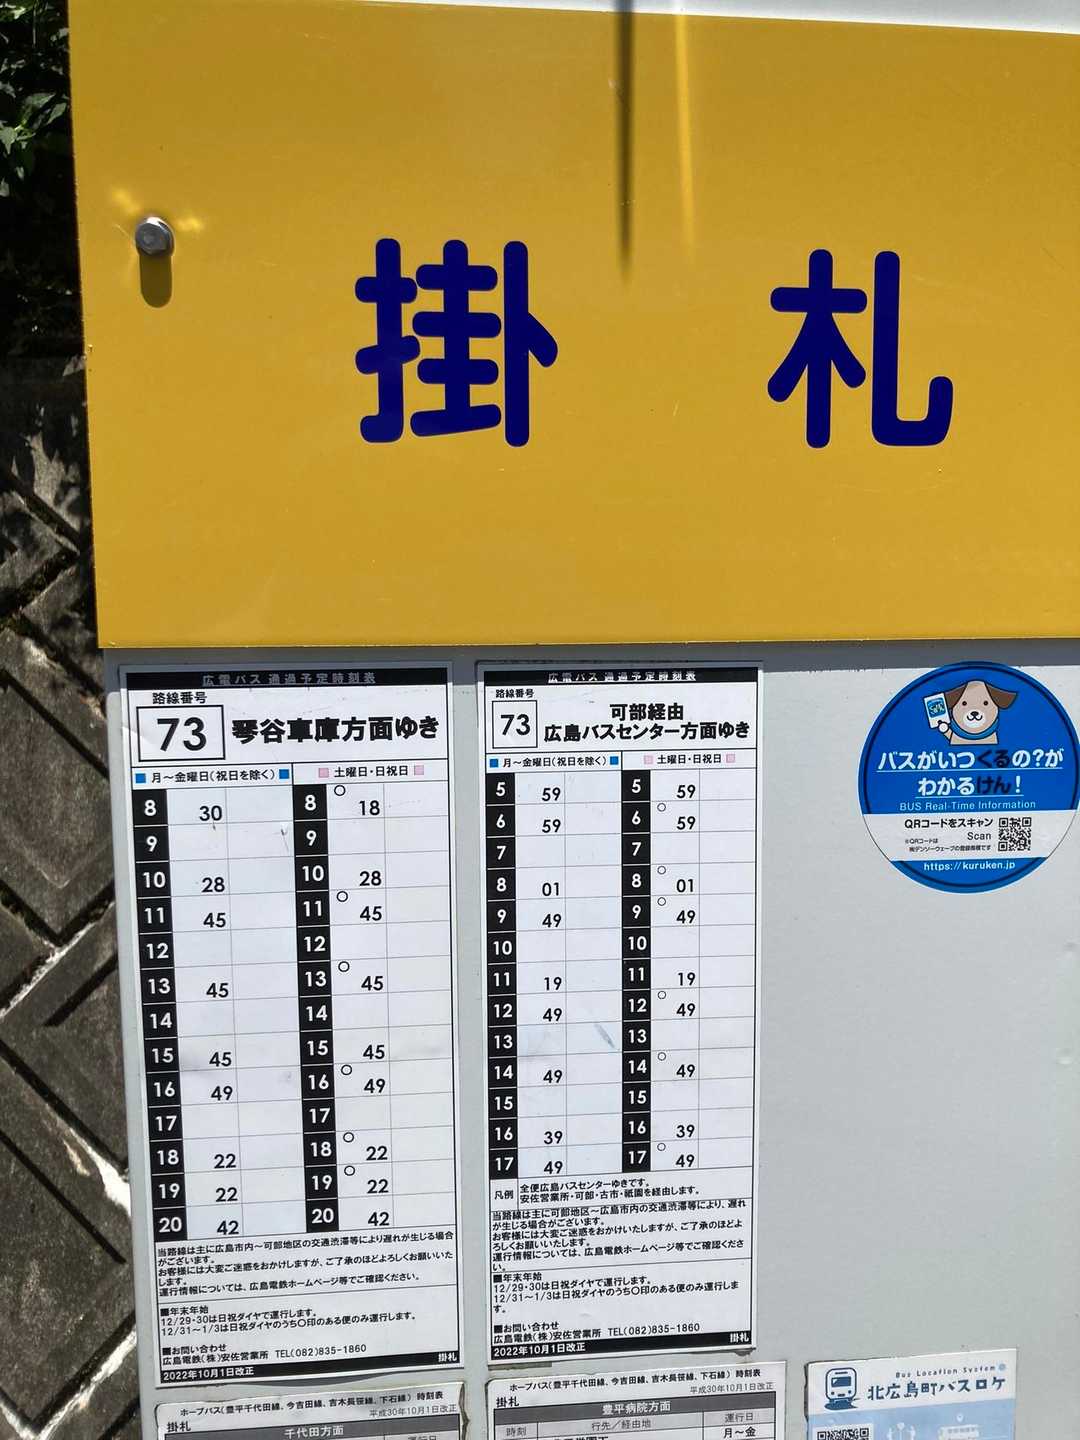 掛札
広電バス 通過予定時刻表
路線番号
73 琴谷車庫方面ゆき
■ 月～金曜日(祝日を除く) ■ ■ 土曜日・日祝日 ■
8 30 8 ○18
9 9
10 28 10 28
11 45 11 ○45
12 12
13 45 13 ○45
14 14
15 45 15 45
16 49 16 ○49
17 17
18 22 18 ○22
19 22 19 ○22
20 42 20 42
当路線は主に広島市内～可部地区の交通渋滞等により遅れが生じる場合
がございます。
お客様には大変ご迷惑をおかけしますが、ご了承のほどよろしくお願いいた
します。
運行情報については、広島電鉄ホームページ等でご確認ください。
■年末年始
12/29・30は日祝ダイヤで運行します。
12/31～1/3は日祝ダイヤのうち○印のある便のみ運行します。
■お問い合わせ
広島電鉄(株)安佐営業所 TEL(082)835-1860
2022年10月1日改正 掛札
広電バス 通過予定時刻表
路線番号
73 可部経由
広島バスセンター方面ゆき
■ 月～金曜日(祝日を除く) ■ ■ 土曜日・日祝日 ■
5 59 5 59
6 59 6 ○59
7 7
8 01 8 ○01
9 49 9 ○49
10 10
11 19 11 19
12 49 12 ○49
13 13
14 49 14 ○49
15 15
16 39 16 39
17 49 17 ○49
凡例 全便広島バスセンターゆきです。
安佐営業所・可部・古市・祇園を経由します。
当路線は主に可部地区～広島市内の交通渋滞等により、遅れ
が生じる場合がございます。
お客様には大変ご迷惑をおかけいたしますが、ご了承のほどよ
ろしくお願いいたします。
運行情報については、広島電鉄ホームページ等でご確認くださ
い。
■年末年始
12/29・30は日祝ダイヤで運行します。
12/31～1/3は日祝ダイヤのうち○印のある便のみ運行しま
す。
■お問い合わせ
広島電鉄(株)安佐営業所 TEL(082)835-1860
2022年10月1日改正 掛札
バスがいつくるの?が
わかるけん!
BUS Real-Time Information
QRコードをスキャン
Scan
※QRコードは
㈱デンソーウェーブの登録商標です
https://kuruken.jp
ホープバス(豊平千代田線、今吉田線、吉木長笹線、下石線) 時刻表
掛札 平成30年10月1日改正
千代田方面
運行日
ホープバス(豊平千代田線、今吉田線、吉木長笹線、下石線) 時刻表
掛札 平成30年10月1日改正
豊平病院方面
時刻 行先/経由地 運行日
月～金
Bus Location System
北広島町バスロケ